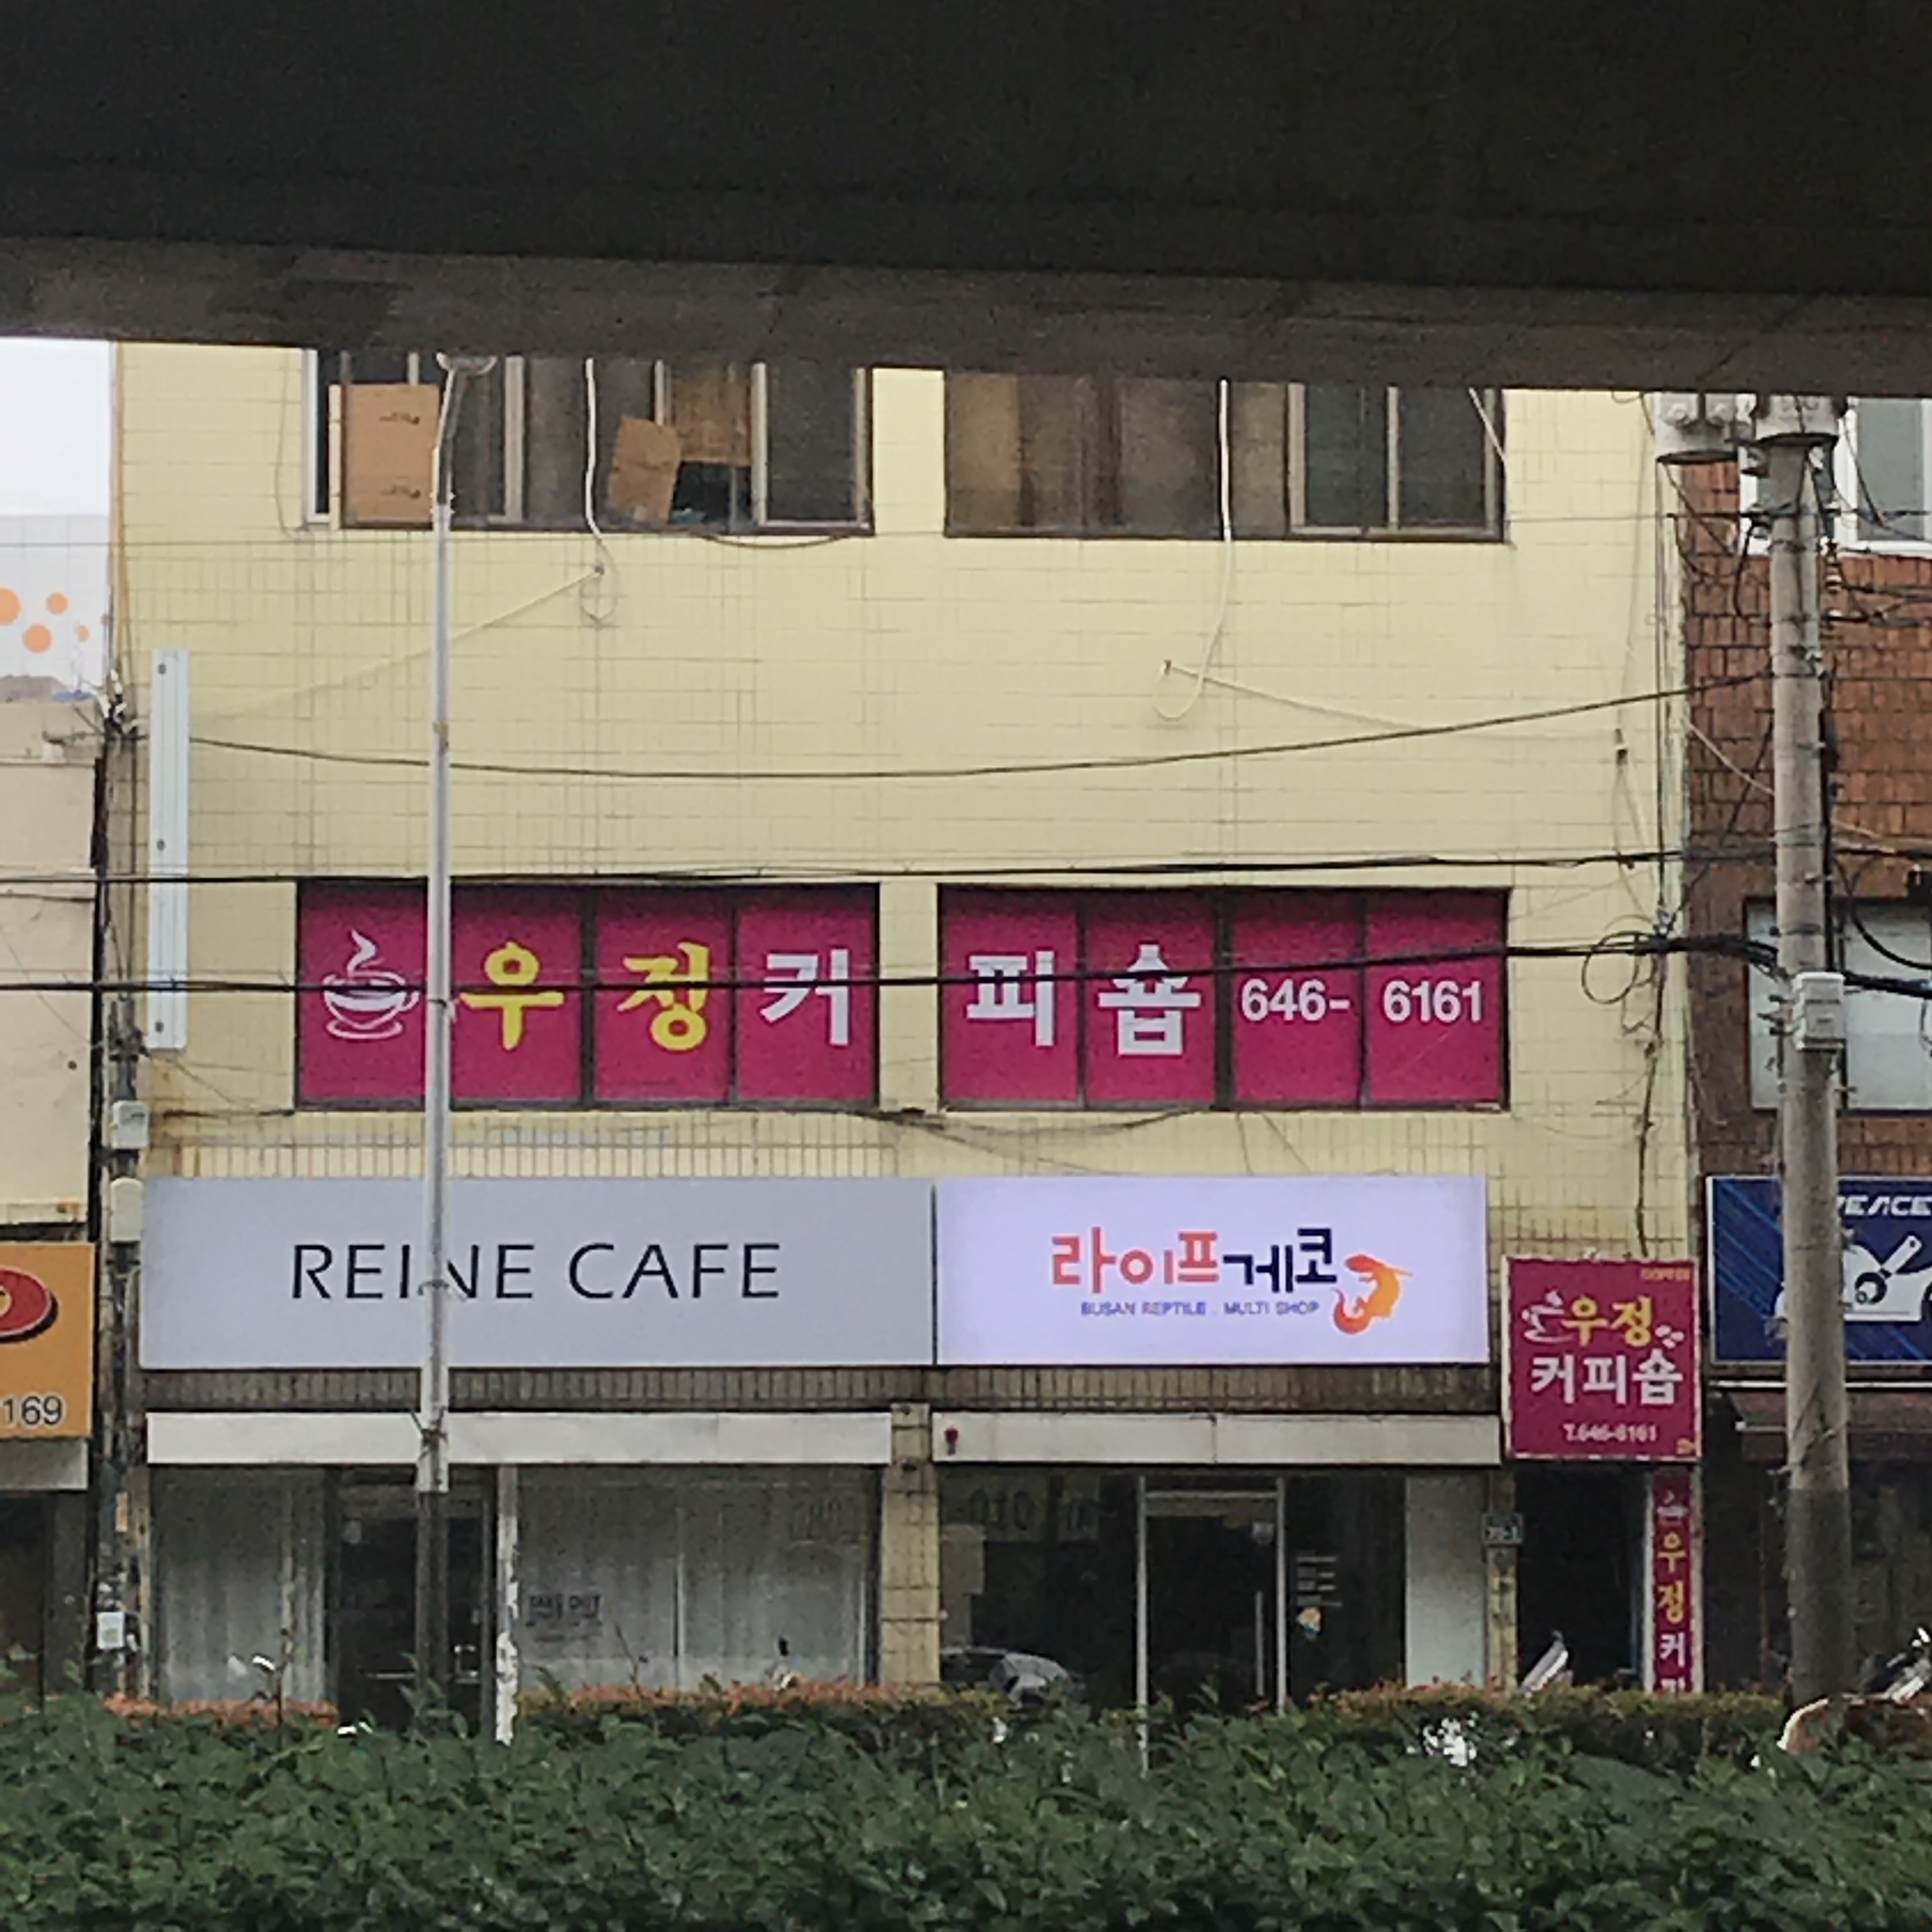 우정커피숍 646-6161
REINE CAFE
라이프게코
BUSAN REPTILE . MULTI SHOP
PEACE
우정
커피숍
T.646-6161
169
우정커